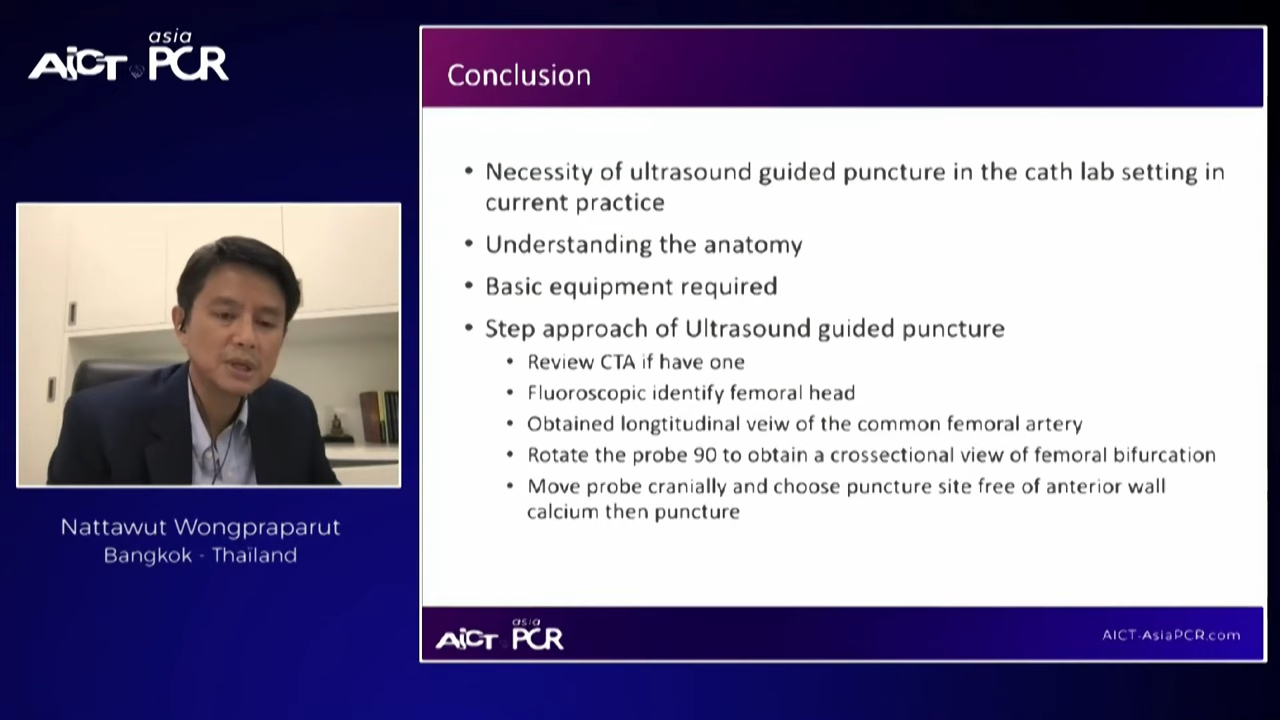 asia
AICT PCR
Conclusion
• Necessity of ultrasound guided puncture in the cath lab setting in
current practice
• Understanding the anatomy
• Basic equipment required
• Step approach of Ultrasound guided puncture
• Review CTA if have one
• Fluoroscopic identify femoral head
• Obtained longtitudinal veiw of the common femoral artery
• Rotate the probe 90 to obtain a crossectional view of femoral bifurcation
• Move probe cranially and choose puncture site free of anterior wall
calcium then puncture
Nattawut Wongpraparut
Bangkok - Thaïland
asia
AICT PCR
AICT-AsiaPCR.com